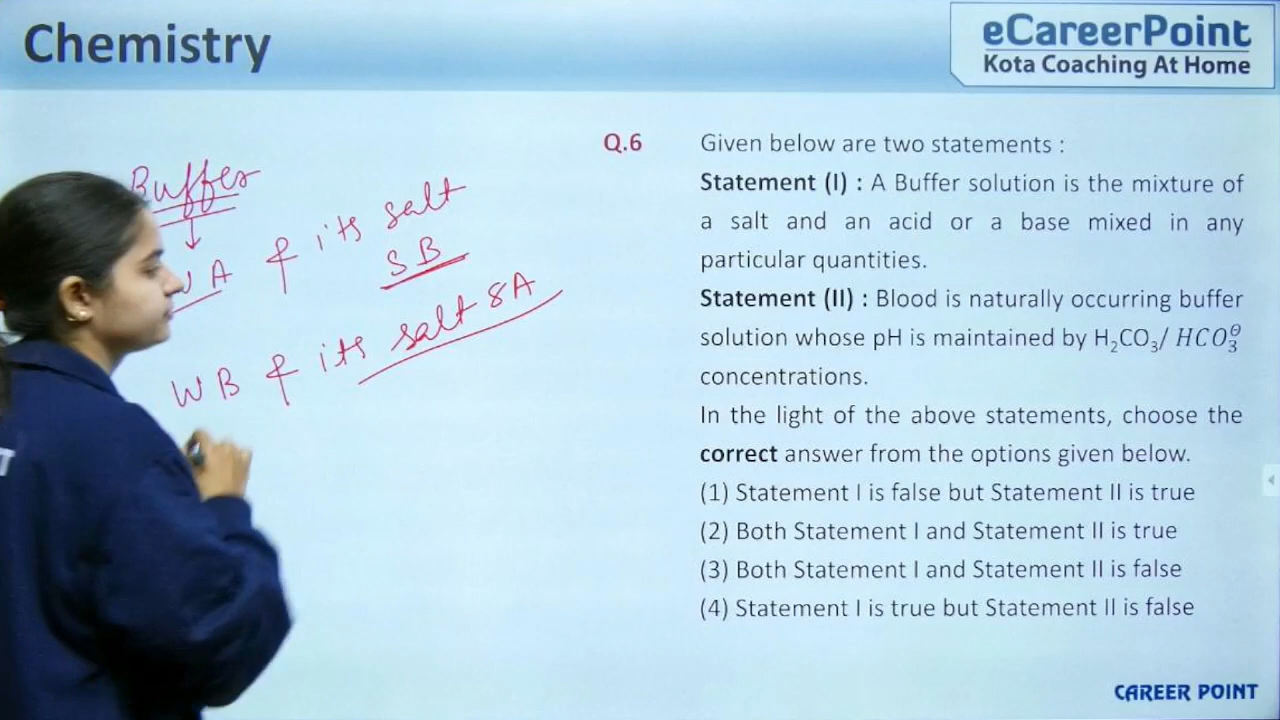 Chemistry
eCareerPoint
Kota Coaching At Home
Buffer
A & its salt
SB
WB & its salt SA
Q.6 Given below are two statements :
Statement (I) : A Buffer solution is the mixture of
a salt and an acid or a base mixed in any
particular quantities.
Statement (II) : Blood is naturally occurring buffer
solution whose pH is maintained by H₂CO₃/ HCO₃^⊖
concentrations.
In the light of the above statements, choose the
correct answer from the options given below.
(1) Statement I is false but Statement II is true
(2) Both Statement I and Statement II is true
(3) Both Statement I and Statement II is false
(4) Statement I is true but Statement II is false
CAREER POINT